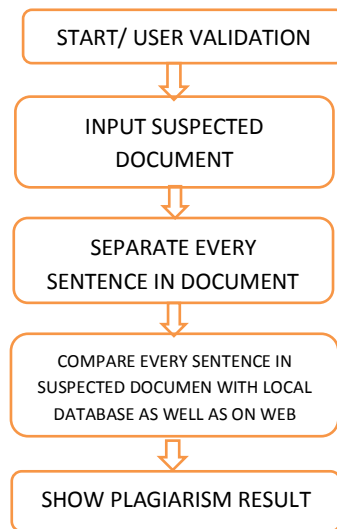 START/ USER VALIDATION
INPUT SUSPECTED
DOCUMENT
SEPARATE EVERY
SENTENCE IN DOCUMENT
COMPARE EVERY SENTENCE IN
SUSPECTED DOCUMEN WITH LOCAL
DATABASE AS WELL AS ON WEB
SHOW PLAGIARISM RESULT